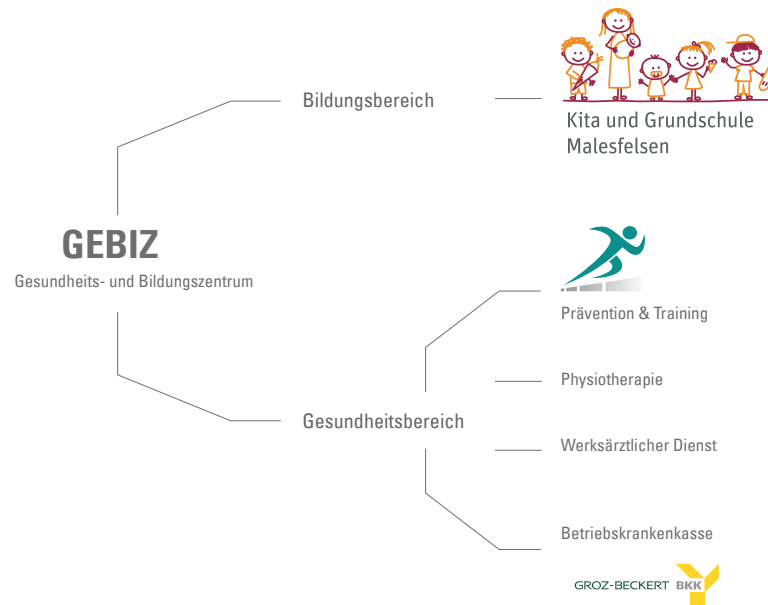 Bildungsbereich
Kita und Grundschule
Malesfelsen
GEBIZ
Gesundheits- und Bildungszentrum
Prävention & Training
Physiotherapie
Gesundheitsbereich
Werksärztlicher Dienst
Betriebskrankenkasse
GROZ-BECKERT BKK